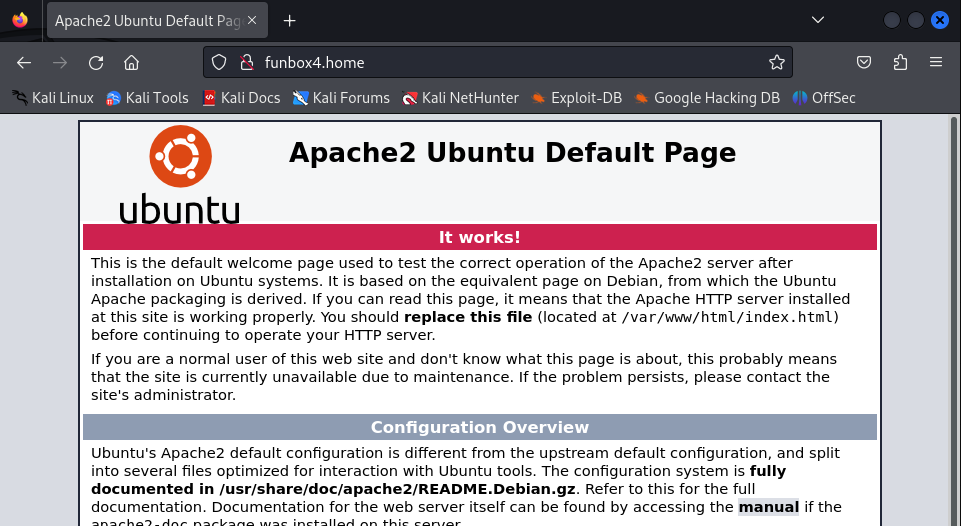 Apache2 Ubuntu Default Pag
funbox4.home
Kali Linux Kali Tools Kali Docs Kali Forums Kali NetHunter Exploit-DB Google Hacking DB OffSec
Apache2 Ubuntu Default Page
ubuntu
It works!
This is the default welcome page used to test the correct operation of the Apache2 server after
installation on Ubuntu systems. It is based on the equivalent page on Debian, from which the Ubuntu
Apache packaging is derived. If you can read this page, it means that the Apache HTTP server installed
at this site is working properly. You should replace this file (located at /var/www/html/index.html)
before continuing to operate your HTTP server.
If you are a normal user of this web site and don't know what this page is about, this probably means
that the site is currently unavailable due to maintenance. If the problem persists, please contact the
site's administrator.
Configuration Overview
Ubuntu's Apache2 default configuration is different from the upstream default configuration, and split
into several files optimized for interaction with Ubuntu tools. The configuration system is fully
documented in /usr/share/doc/apache2/README.Debian.gz. Refer to this for the full
documentation. Documentation for the web server itself can be found by accessing the manual if the
apache2-doc package was installed on this server.